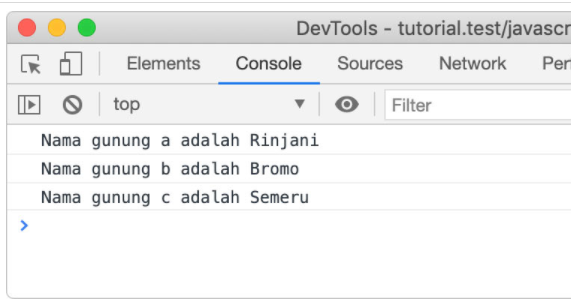 DevTools - tutorial.test/javascr
Elements Console Sources Network
top Filter
Nama gunung a adalah Rinjani
Nama gunung b adalah Bromo
Nama gunung c adalah Semeru